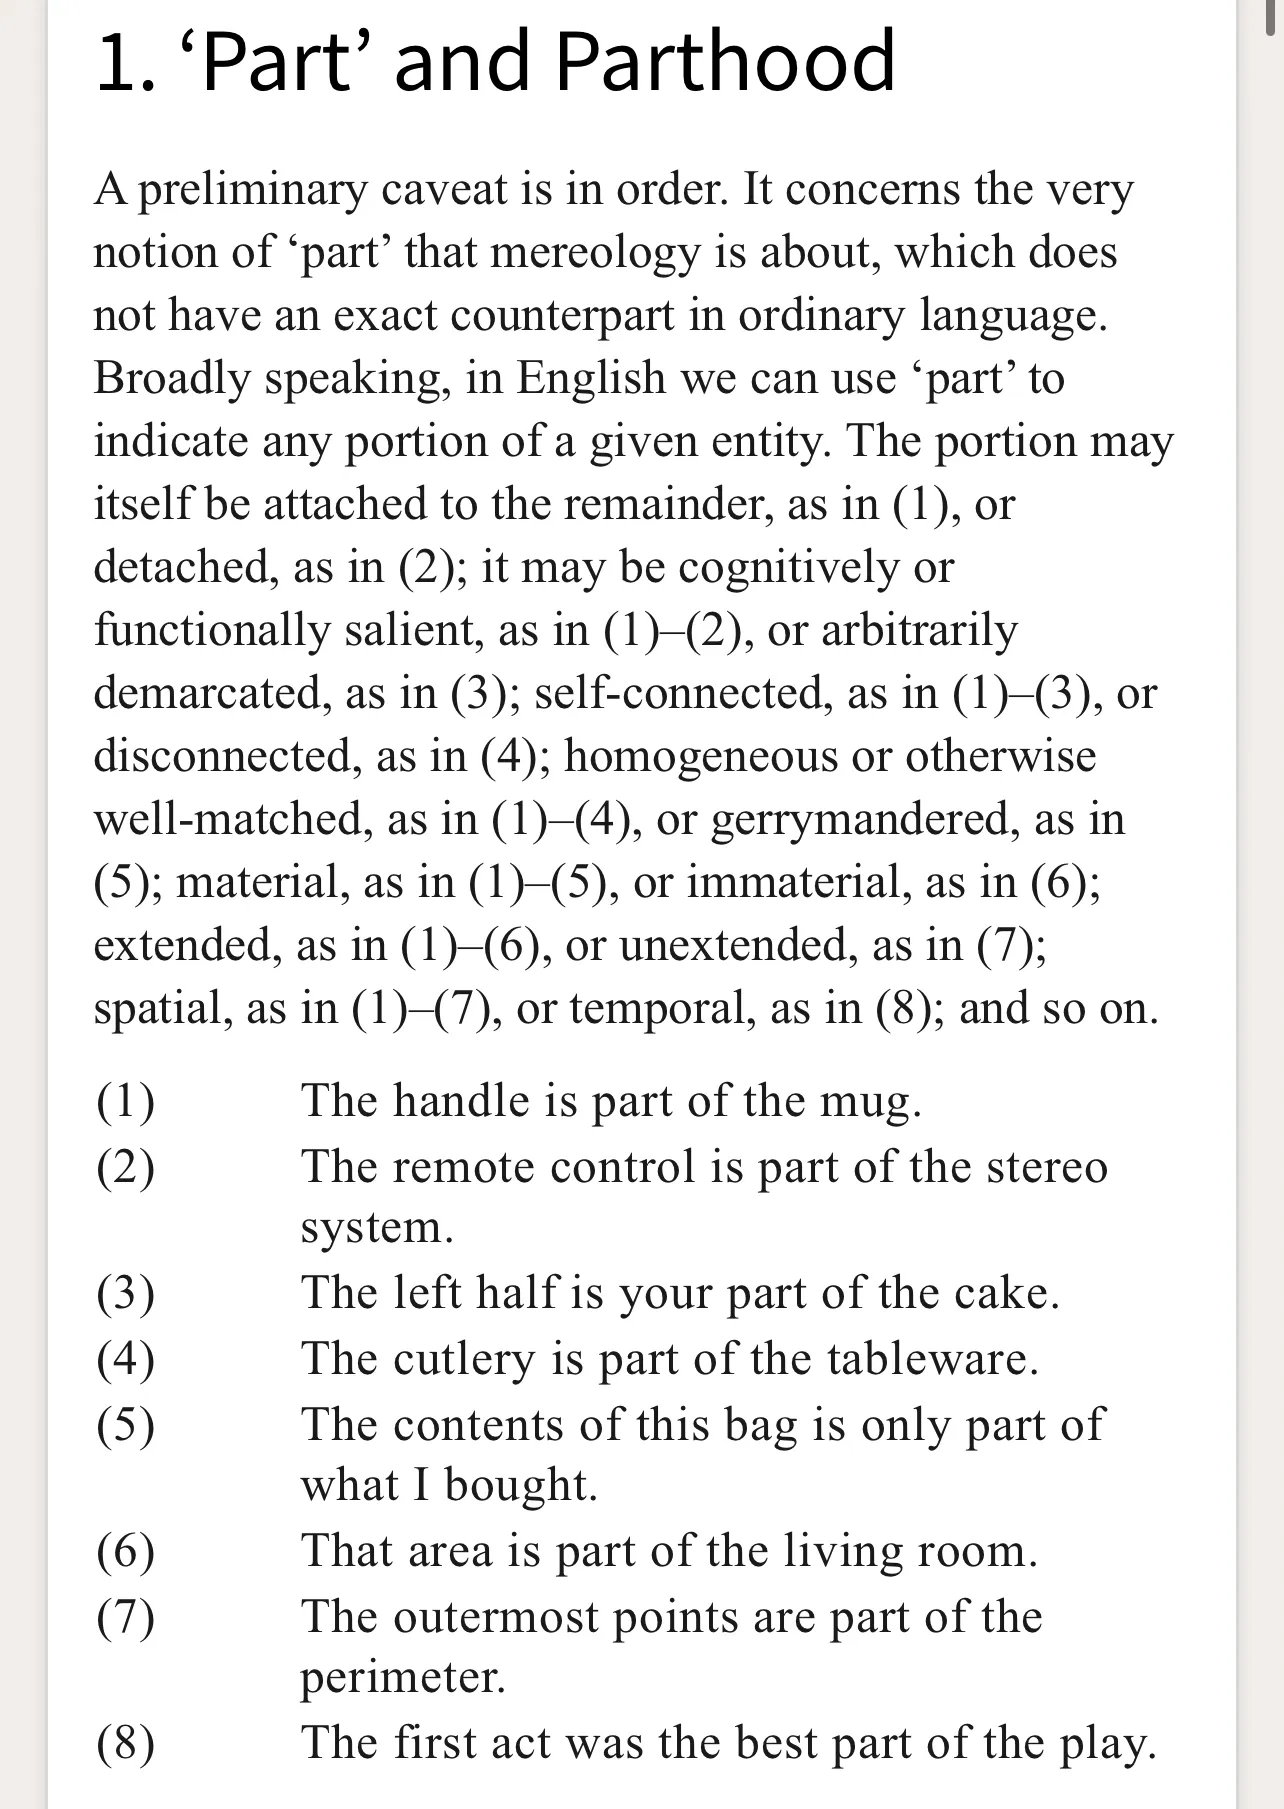 1. ‘Part’ and Parthood
A preliminary caveat is in order. It concerns the very
notion of ‘part’ that mereology is about, which does
not have an exact counterpart in ordinary language.
Broadly speaking, in English we can use ‘part’ to
indicate any portion of a given entity. The portion may
itself be attached to the remainder, as in (1), or
detached, as in (2); it may be cognitively or
functionally salient, as in (1)–(2), or arbitrarily
demarcated, as in (3); self-connected, as in (1)–(3), or
disconnected, as in (4); homogeneous or otherwise
well-matched, as in (1)–(4), or gerrymandered, as in
(5); material, as in (1)–(5), or immaterial, as in (6);
extended, as in (1)–(6), or unextended, as in (7);
spatial, as in (1)–(7), or temporal, as in (8); and so on.
(1) The handle is part of the mug.
(2) The remote control is part of the stereo
system.
(3) The left half is your part of the cake.
(4) The cutlery is part of the tableware.
(5) The contents of this bag is only part of
what I bought.
(6) That area is part of the living room.
(7) The outermost points are part of the
perimeter.
(8) The first act was the best part of the play.